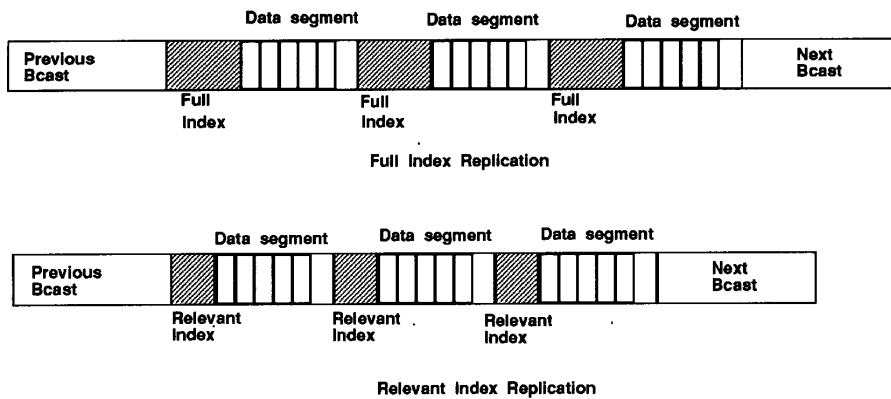 Data segment Data segment Data segment
Previous
Bcast
Next
Bcast
Full
Index
Full
Index
Full
Index
Full Index Replication
Data segment Data segment Data segment
Previous
Bcast
Next
Bcast
Relevant
Index
Relevant
Index
Relevant
Index
Relevant Index Replication